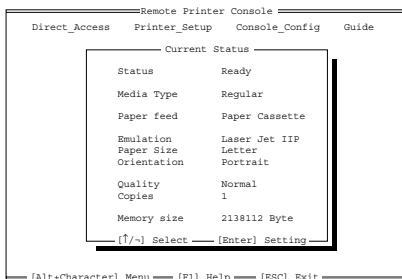 Remote Printer Console
Direct_Access Printer_Setup Console_Config Guide
Current Status
Status Ready
Media Type Regular
Paper feed Paper Cassette
Emulation Laser Jet IIP
Paper Size Letter
Orientation Portrait
Quality Normal
Copies 1
Memory size 2138112 Byte
[↑/¬] Select [Enter] Setting
[Alt+Character] Menu [F1] Help [ESC] Exit